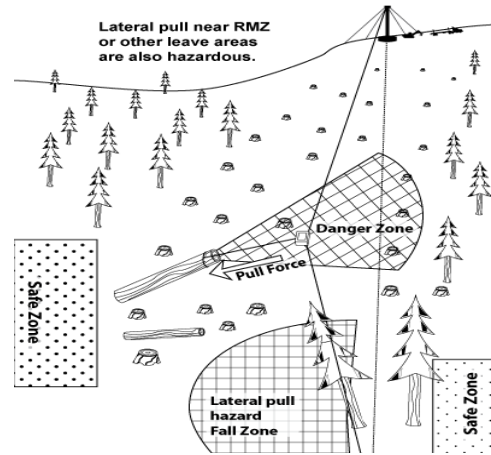 Lateral pull near RMZ
or other leave areas
are also hazardous.
Danger Zone
Pull Force
Safe Zone
Lateral pull
hazard
Fall Zone
Safe Zone